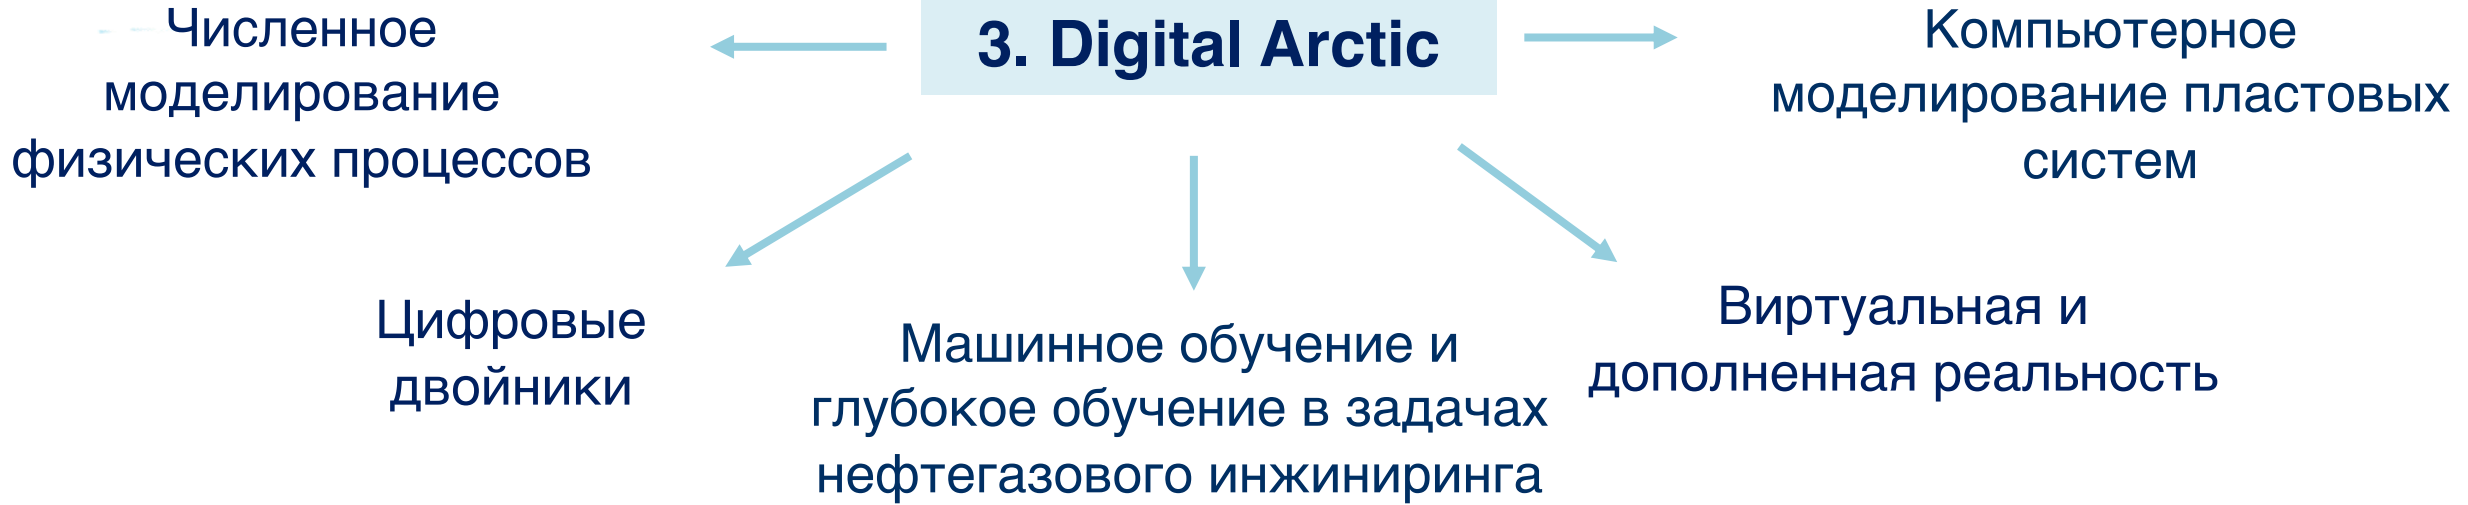 3. Digital Arctic
Численное
моделирование
физических процессов
Компьютерное
моделирование пластовых
систем
Цифровые
двойники
Машинное обучение и
глубокое обучение в задачах
нефтегазового инжиниринга
Виртуальная и
дополненная реальность